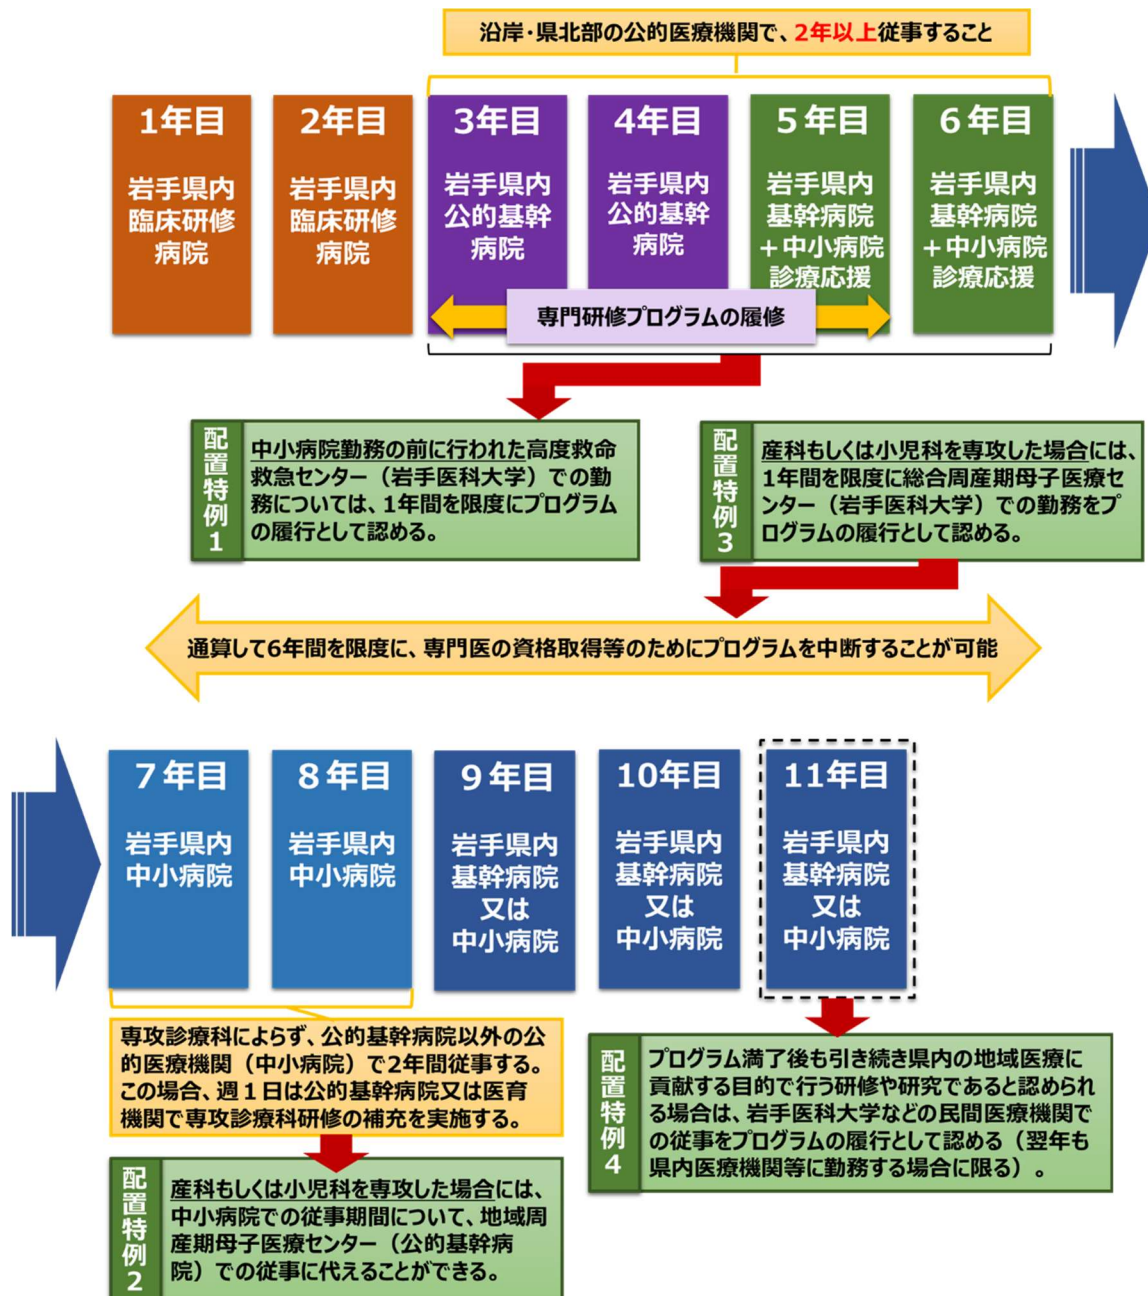 沿岸・県北部の公的医療機関で、2年以上従事すること
1年目
岩手県内
臨床研修
病院
2年目
岩手県内
臨床研修
病院
3年目
岩手県内
公的基幹
病院
4年目
岩手県内
公的基幹
病院
5年目
岩手県内
基幹病院
+中小病院
診療応援
6年目
岩手県内
基幹病院
+中小病院
診療応援
専門研修プログラムの履修
配置特例1
中小病院勤務の前に行われた高度救命
救急センター（岩手医科大学）での勤
務については、1年間を限度にプログラム
の履行として認める。
配置特例3
産科もしくは小児科を専攻した場合には、
1年間を限度に総合周産期母子医療セ
ンター（岩手医科大学）での勤務をプ
ログラムの履行として認める。
通算して6年間を限度に、専門医の資格取得等のためにプログラムを中断することが可能
7年目
岩手県内
中小病院
8年目
岩手県内
中小病院
9年目
岩手県内
基幹病院
又は
中小病院
10年目
岩手県内
基幹病院
又は
中小病院
11年目
岩手県内
基幹病院
又は
中小病院
専攻診療科によらず、公的基幹病院以外の公
的医療機関（中小病院）で2年間従事する。
この場合、週1日は公的基幹病院又は医育
機関で専攻診療科研修の補充を実施する。
配置特例2
産科もしくは小児科を専攻した場合には、
中小病院での従事期間について、地域周
産期母子医療センター（公的基幹病
院）での従事に代えることができる。
配置特例4
プログラム満了後も引き続き県内の地域医療に
貢献する目的で行う研修や研究であると認められ
る場合は、岩手医科大学などの民間医療機関で
の従事をプログラムの履行として認める（翌年も
県内医療機関等に勤務する場合に限る）。